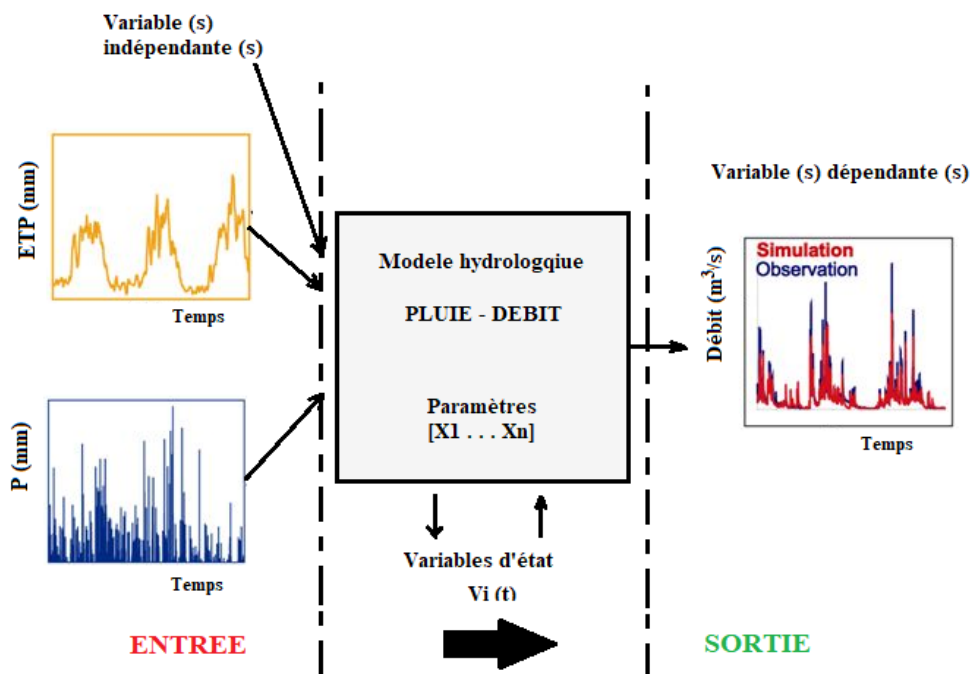 Variable (s)
indépendante (s)
ETP (mm)
Temps
P (mm)
Temps
ENTREE
Modele hydrologqiue
PLUIE - DEBIT
Paramètres
[X1 . . . Xn]
Variables d'état
Vi (t)
Variable (s) dépendante (s)
Débit (m³/s)
Simulation
Observation
Temps
SORTIE